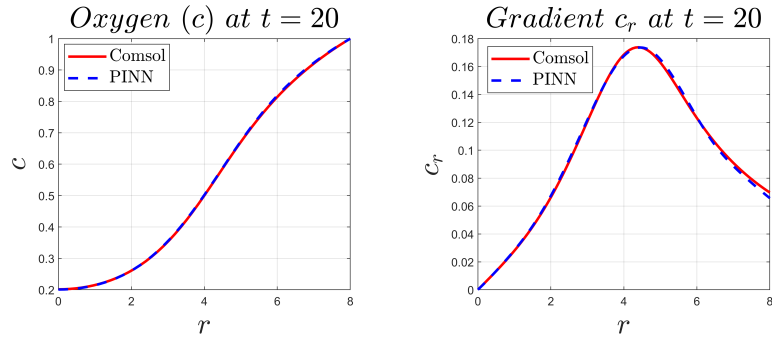 Oxygen (c) at t = 20
1
0.9
0.8
0.7
0.6
0.5
0.4
0.3
0.2
c
Comsol
PINN
0 2 4 6 8
r
Gradient c_r at t = 20
0.18
0.16
0.14
0.12
0.1
0.08
0.06
0.04
0.02
0
c_r
Comsol
PINN
0 2 4 6 8
r